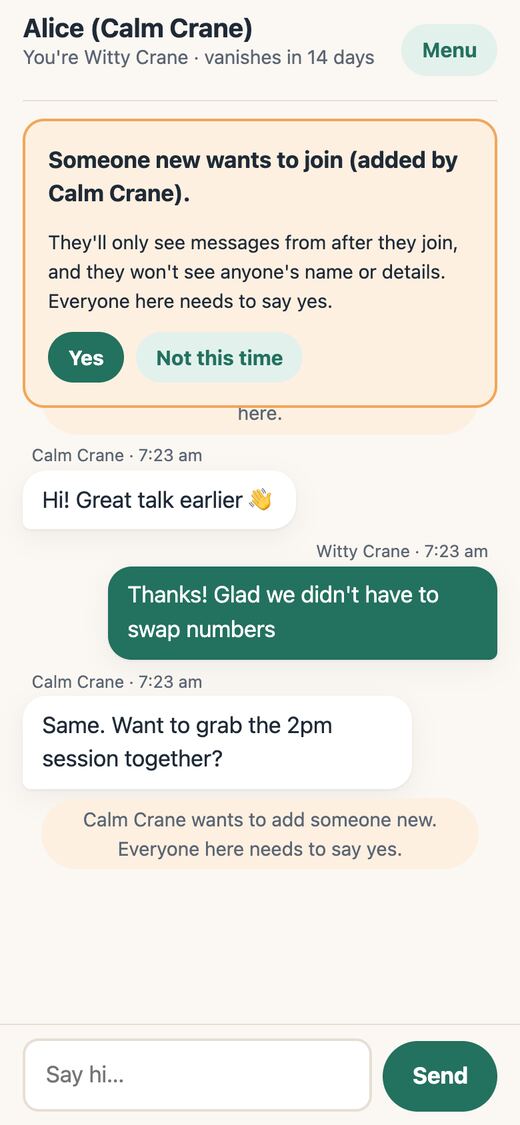 Alice (Calm Crane)
You're Witty Crane · vanishes in 14 days
Menu
Someone new wants to join (added by
Calm Crane).
They'll only see messages from after they join,
and they won't see anyone's name or details.
Everyone here needs to say yes.
Yes
Not this time
here.
Calm Crane · 7:23 am
Hi! Great talk earlier 👋
Witty Crane · 7:23 am
Thanks! Glad we didn't have to
swap numbers
Calm Crane · 7:23 am
Same. Want to grab the 2pm
session together?
Calm Crane wants to add someone new.
Everyone here needs to say yes.
Say hi...
Send